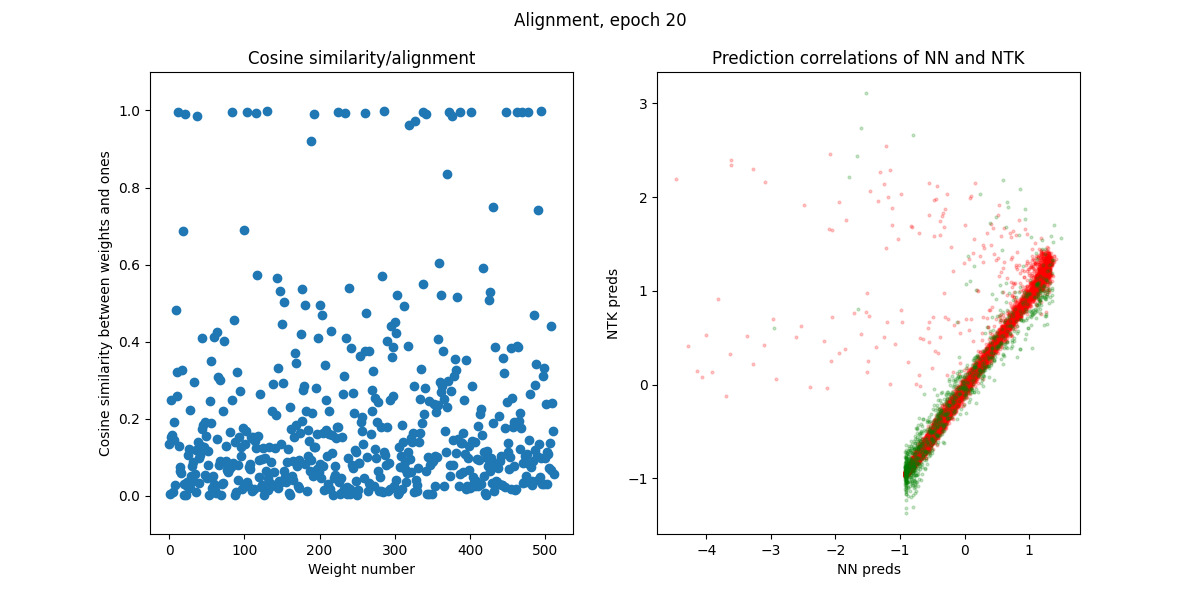 Alignment, epoch 20
Cosine similarity/alignment
Cosine similarity between weights and ones
1.0
0.8
0.6
0.4
0.2
0.0
0 100 200 300 400 500
Weight number
Prediction correlations of NN and NTK
NTK preds
3
2
1
0
−1
−4 −3 −2 −1 0 1
NN preds